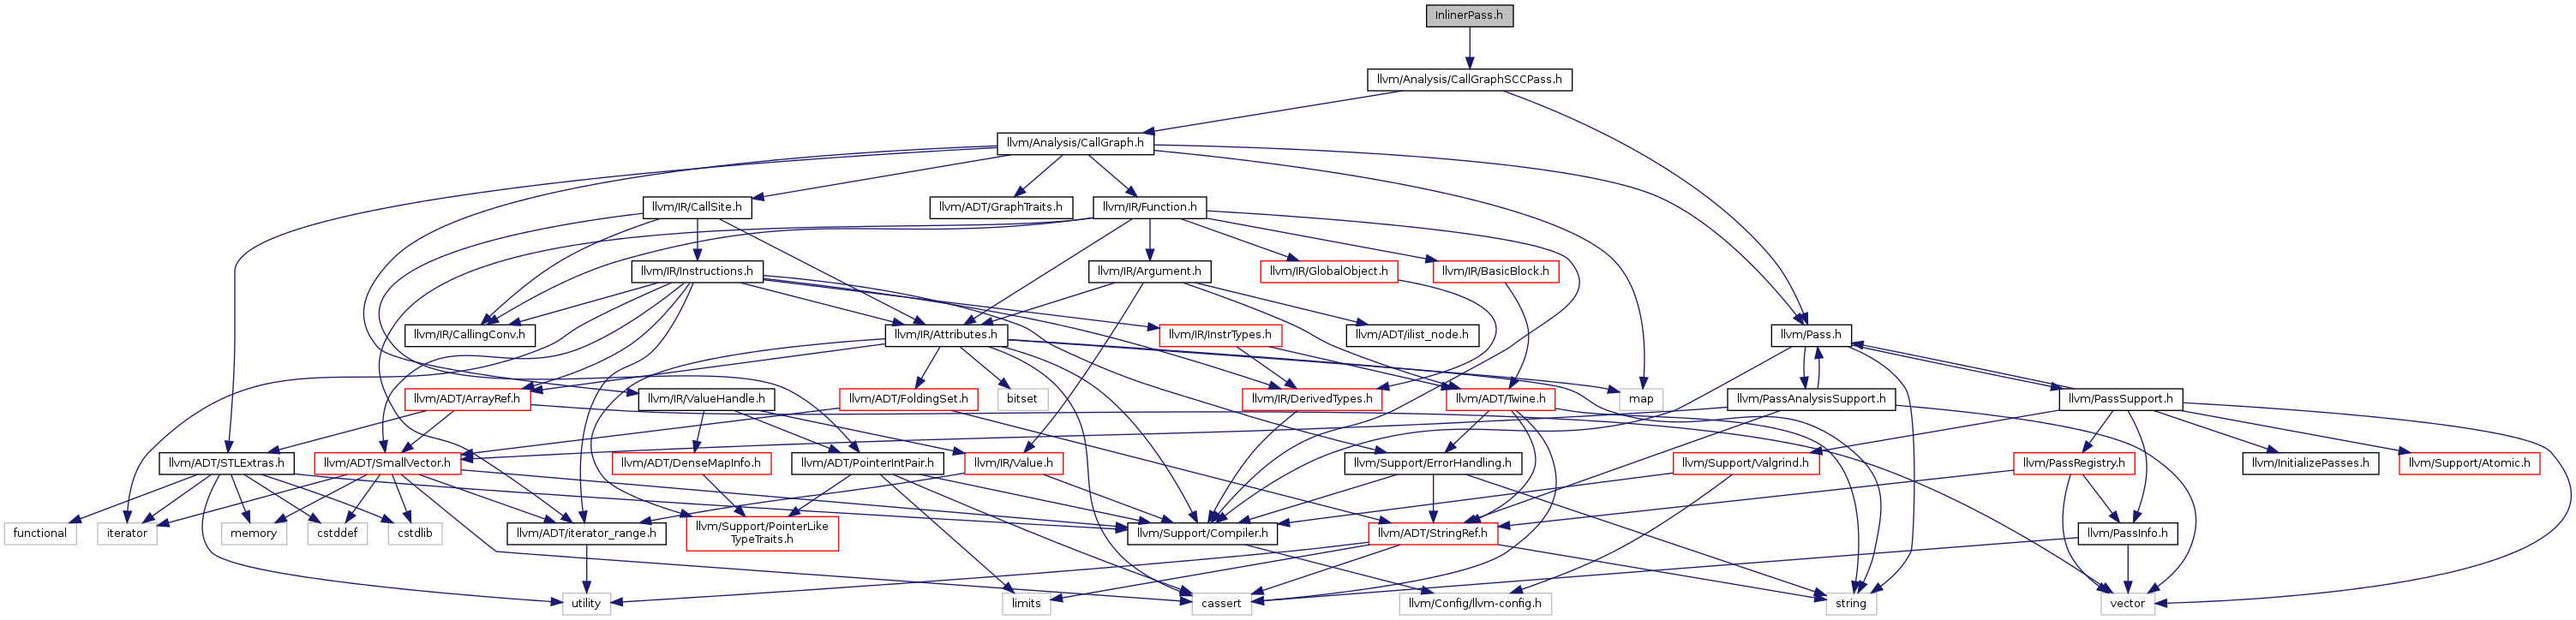 InlinerPass.h
llvm/Analysis/CallGraphSCCPass.h
llvm/Analysis/CallGraph.h
llvm/IR/CallSite.h
llvm/ADT/GraphTraits.h
llvm/IR/Function.h
llvm/IR/Instructions.h
llvm/IR/Argument.h
llvm/IR/GlobalObject.h
llvm/IR/BasicBlock.h
llvm/IR/CallingConv.h
llvm/IR/Attributes.h
llvm/IR/InstrTypes.h
llvm/ADT/ilist_node.h
llvm/Pass.h
llvm/ADT/ArrayRef.h
llvm/IR/ValueHandle.h
llvm/ADT/FoldingSet.h
bitset
llvm/IR/DerivedTypes.h
llvm/ADT/Twine.h
map
llvm/PassAnalysisSupport.h
llvm/PassSupport.h
llvm/ADT/STLExtras.h
llvm/ADT/SmallVector.h
llvm/ADT/DenseMapInfo.h
llvm/ADT/PointerIntPair.h
llvm/IR/Value.h
llvm/Support/ErrorHandling.h
llvm/Support/Valgrind.h
llvm/PassRegistry.h
llvm/InitializePasses.h
llvm/Support/Atomic.h
functional
iterator
memory
cstddef
cstdlib
llvm/ADT/iterator_range.h
llvm/Support/PointerLike
TypeTraits.h
llvm/Support/Compiler.h
llvm/ADT/StringRef.h
llvm/PassInfo.h
utility
limits
cassert
llvm/Config/llvm-config.h
string
vector